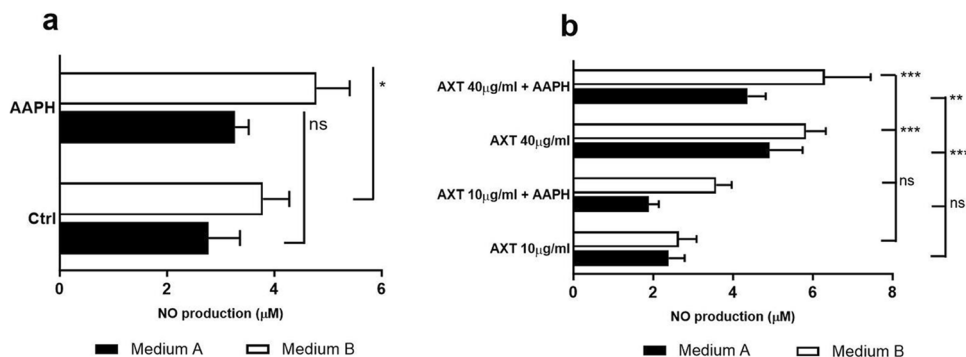 a
AAPH
Ctrl
*
ns
0 2 4 6
NO production (μM)
Medium A Medium B
b
AXT 40μg/ml + AAPH
AXT 40μg/ml
AXT 10μg/ml + AAPH
AXT 10μg/ml
***
**
***
***
ns
ns
0 2 4 6 8
NO production (μM)
Medium A Medium B